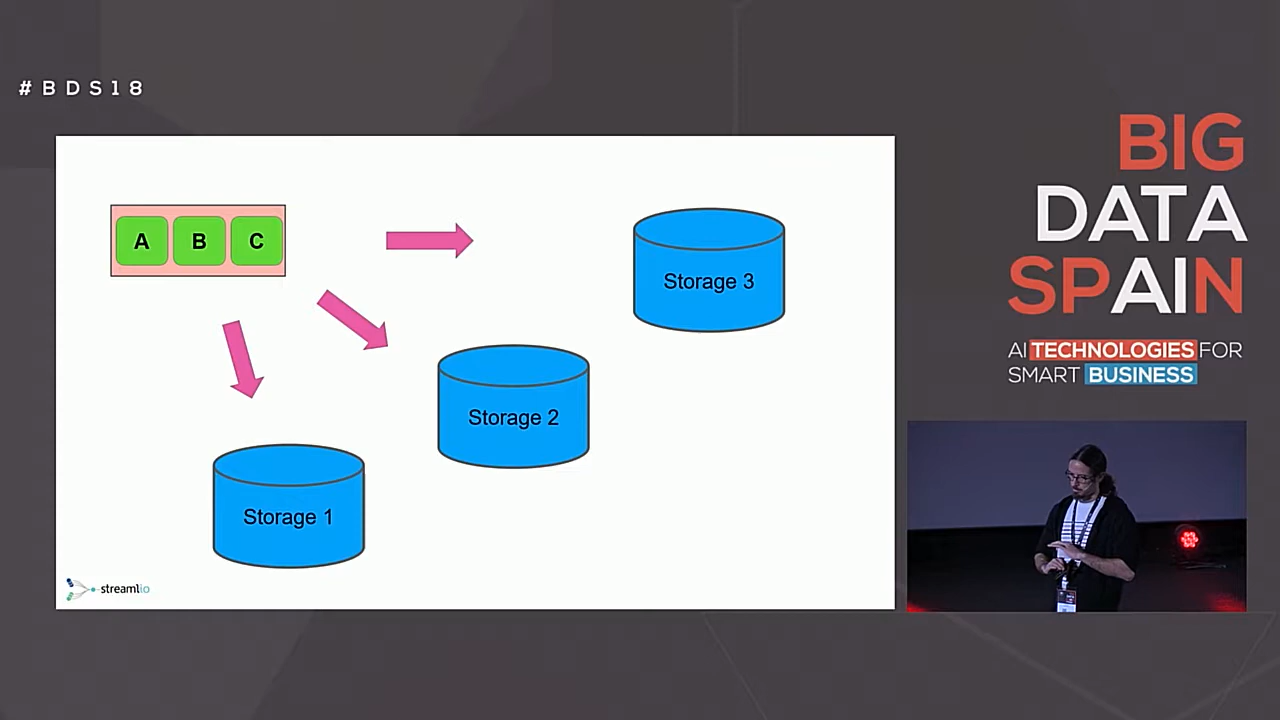 #BDS18
A B C
Storage 3
Storage 2
Storage 1
streamlio
BIG
DATA
SPAIN
AI TECHNOLOGIES FOR
SMART BUSINESS